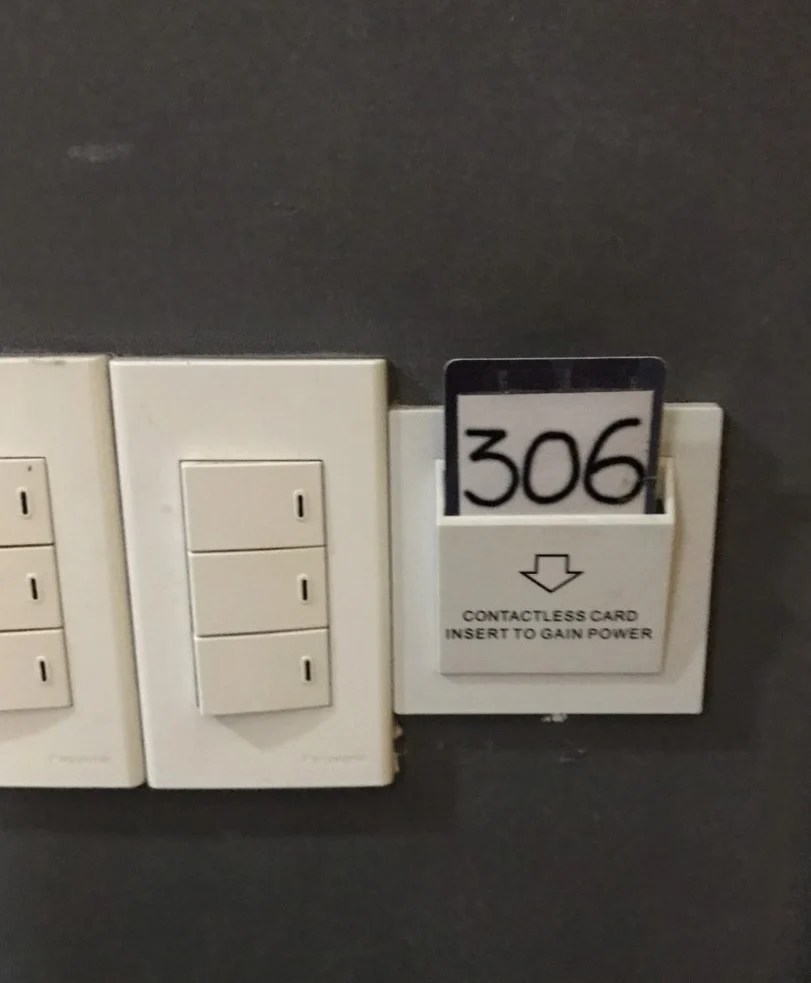 306
CONTACTLESS CARD
INSERT TO GAIN POWER